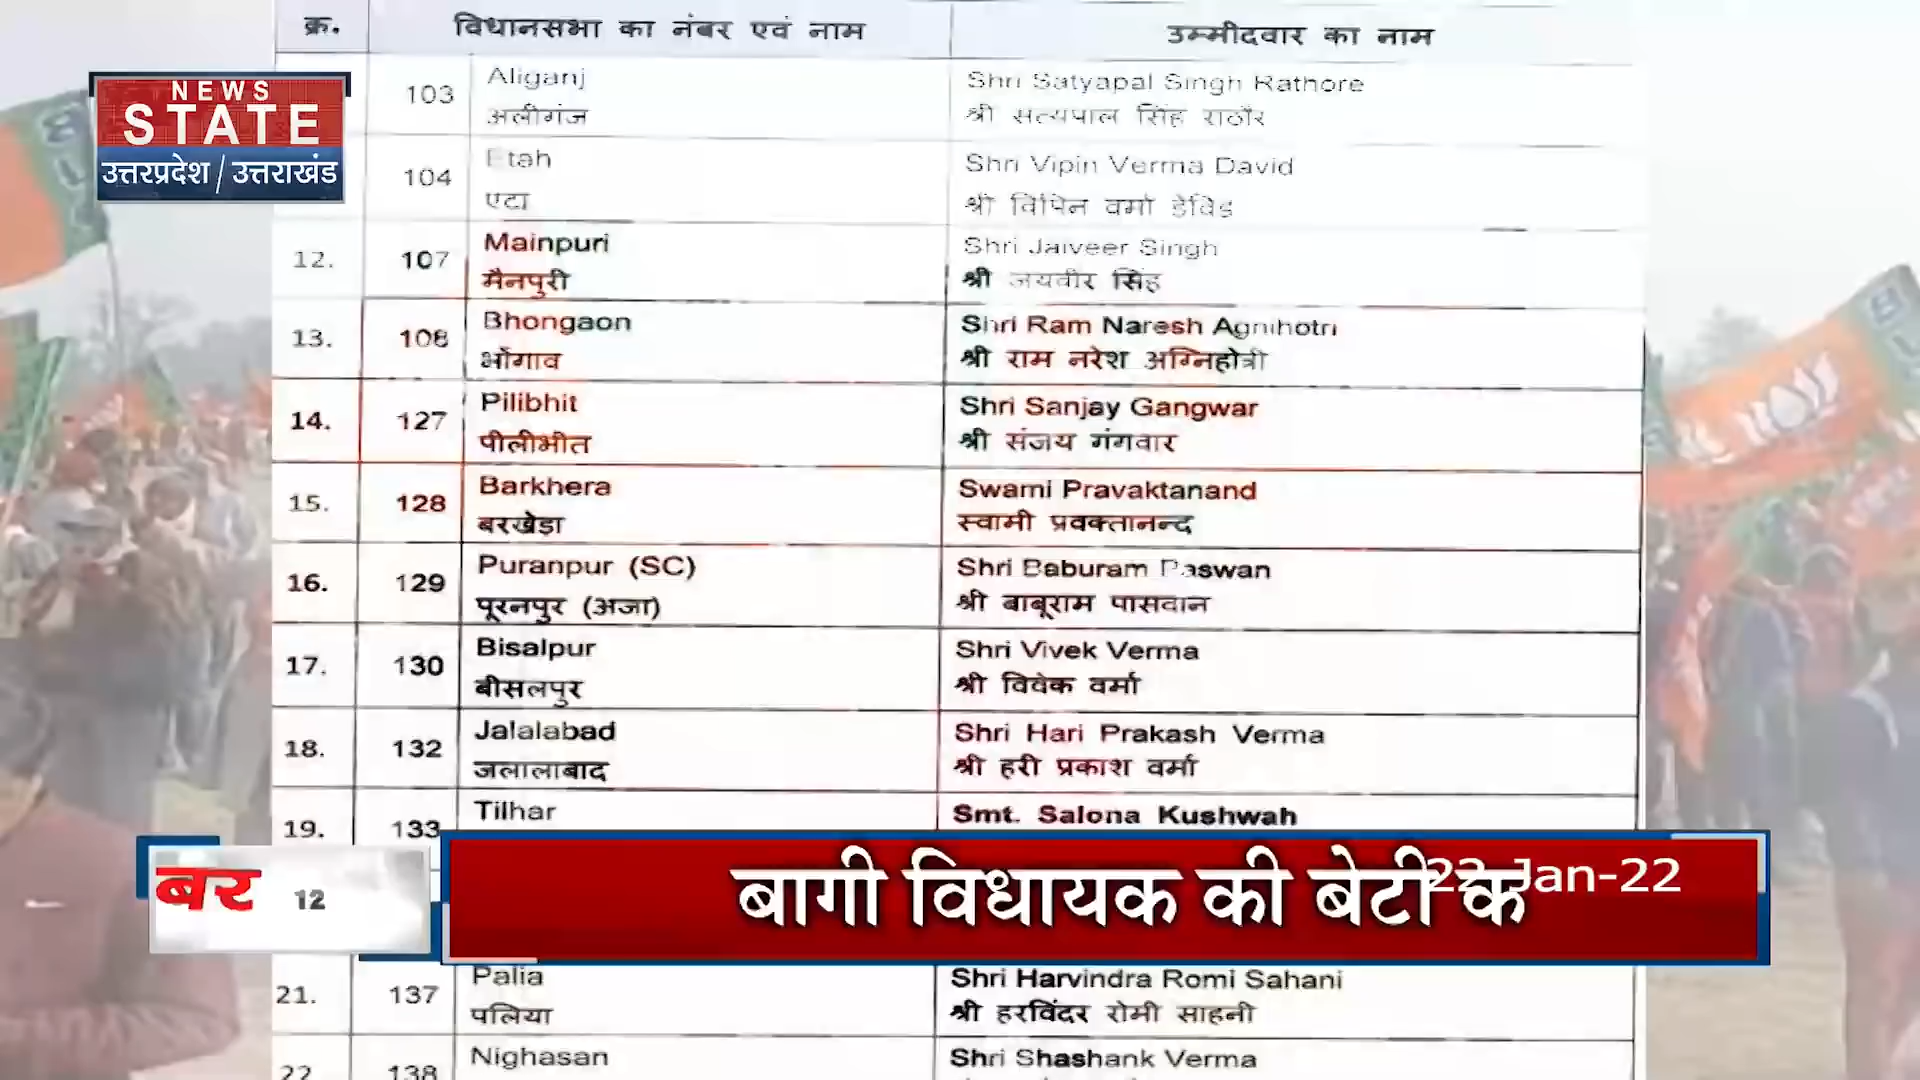 क्र. विधानसभा का नंबर एवं नाम उम्मीदवार का नाम
NEWS
STATE
उत्तरप्रदेश / उत्तराखंड
103 Aliganj Shri Satyapal Singh Rathore
अलीगंज श्री सत्यपाल सिंह राठौर
104 Etah Shri Vipin Verma David
एटा श्री विपिन वर्मा डेविड
12. 107 Mainpuri Shri Jaiveer Singh
मैनपुरी श्री जयवीर सिंह
13. 108 Bhongaon Shri Ram Naresh Agnihotri
भोंगाव श्री राम नरेश अग्निहोत्री
14. 127 Pilibhit Shri Sanjay Gangwar
पीलीभीत श्री संजय गंगवार
15. 128 Barkhera Swami Pravaktanand
बरखेड़ा स्वामी प्रवक्तानन्द
16. 129 Puranpur (SC) Shri Baburam Paswan
पूरनपुर (अजा) श्री बाबूराम पासवान
17. 130 Bisalpur Shri Vivek Verma
बीसलपुर श्री विवेक वर्मा
18. 132 Jalalabad Shri Hari Prakash Verma
जलालाबाद श्री हरी प्रकाश वर्मा
19. 133 Tilhar Smt. Salona Kushwah
बर 12 बागी विधायक की बेटी क
22-Jan-22
21. 137 Palia Shri Harvindra Romi Sahani
पलिया श्री हरविंदर रोमी साहनी
22 138 Nighasan Shri Shashank Verma